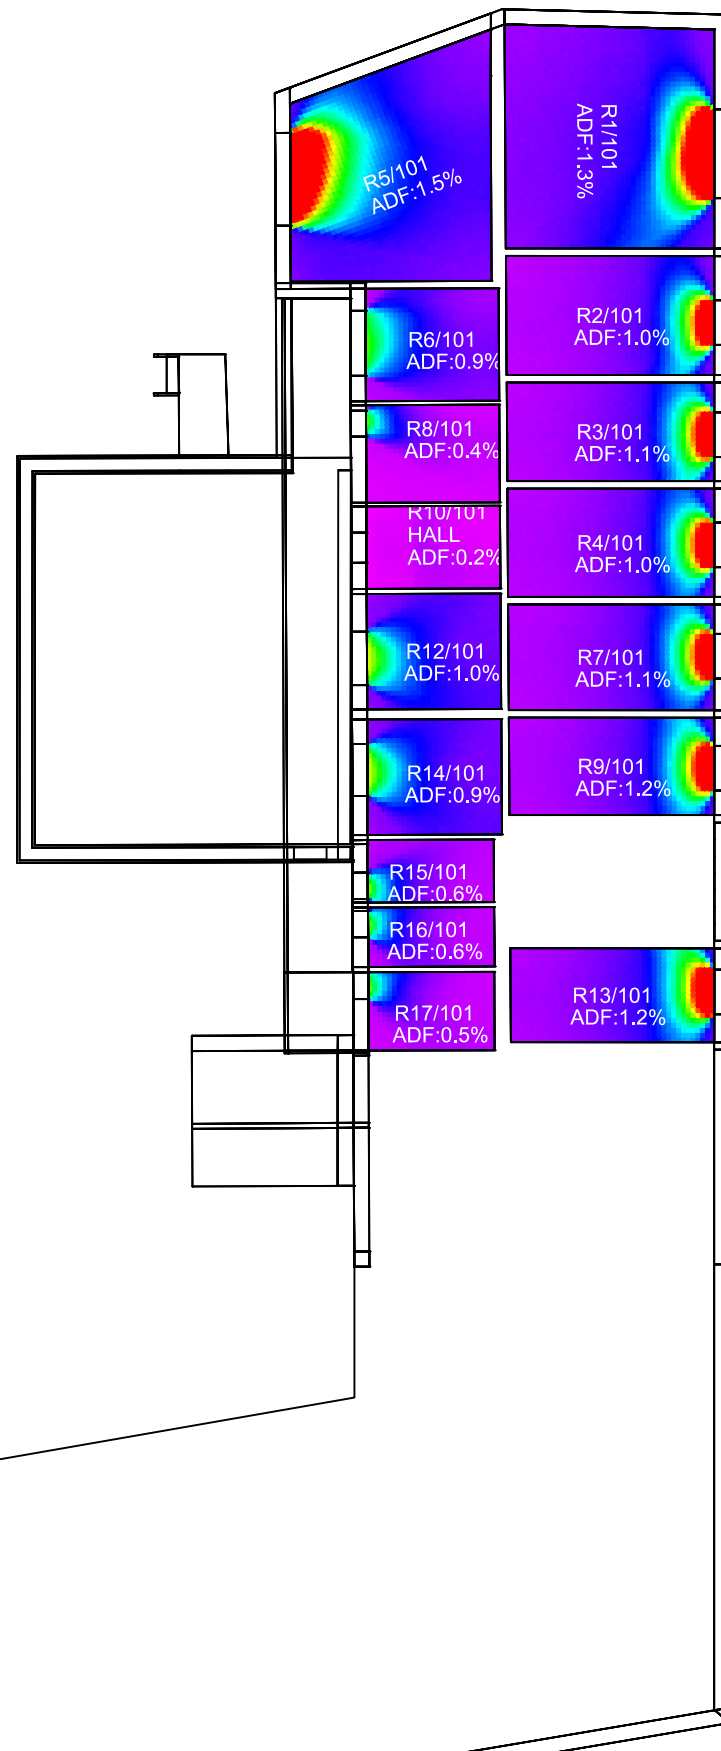 R5/101
ADF:1.5%
R1/101
ADF:1.3%
R6/101
ADF:0.9%
R2/101
ADF:1.0%
R8/101
ADF:0.4%
R3/101
ADF:1.1%
R10/101
HALL
ADF:0.2%
R4/101
ADF:1.0%
R12/101
ADF:1.0%
R7/101
ADF:1.1%
R14/101
ADF:0.9%
R9/101
ADF:1.2%
R15/101
ADF:0.6%
R16/101
ADF:0.6%
R17/101
ADF:0.5%
R13/101
ADF:1.2%